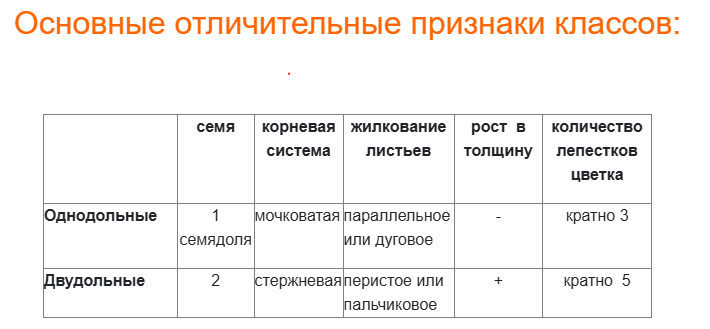 Основные отличительные признаки классов:
семя корневая система жилкование листьев рост в толщину количество лепестков цветка
Однодольные 1 семядоля мочковатая параллельное или дуговое - кратно 3
Двудольные 2 стержневая перистое или пальчиковое + кратно 5